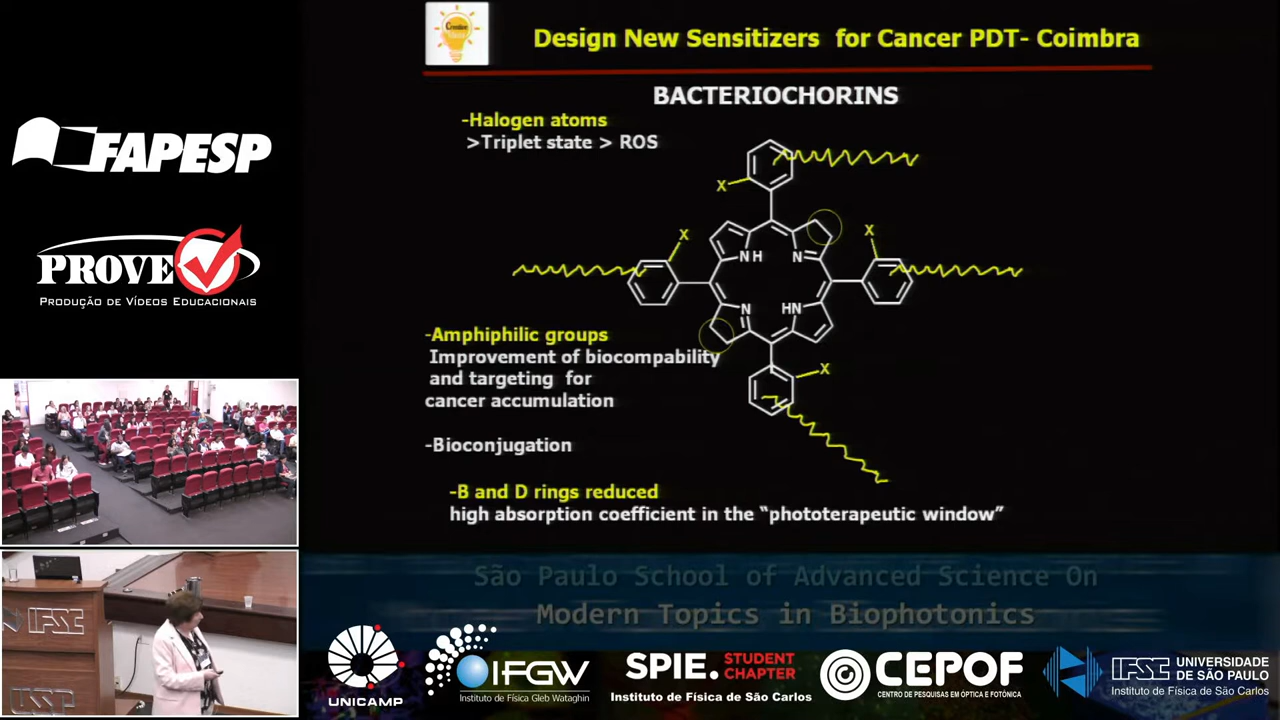 Creative
Design New Sensitizers for Cancer PDT- Coimbra
BACTERIOCHORINS
-Halogen atoms
>Triplet state > ROS
X
X
X
NH
N
N
HN
X
-Amphiphilic groups
Improvement of biocompability
and targeting for
cancer accumulation
-Bioconjugation
-B and D rings reduced
high absorption coefficient in the “phototerapeutic window”
FAPESP
PROVE
PRODUÇÃO DE VÍDEOS EDUCACIONAIS
IFSC
USP
São Paulo School of Advanced Science On
Modern Topics in Biophotonics
UNICAMP
IFGW
Instituto de Física Gleb Wataghin
SPIE. STUDENT
CHAPTER
Instituto de Física de São Carlos
CEPOF
CENTRO DE PESQUISAS EM ÓPTICA E FOTÔNICA
IFSC UNIVERSIDADE
DE SÃO PAULO
Instituto de Física de São Carlos